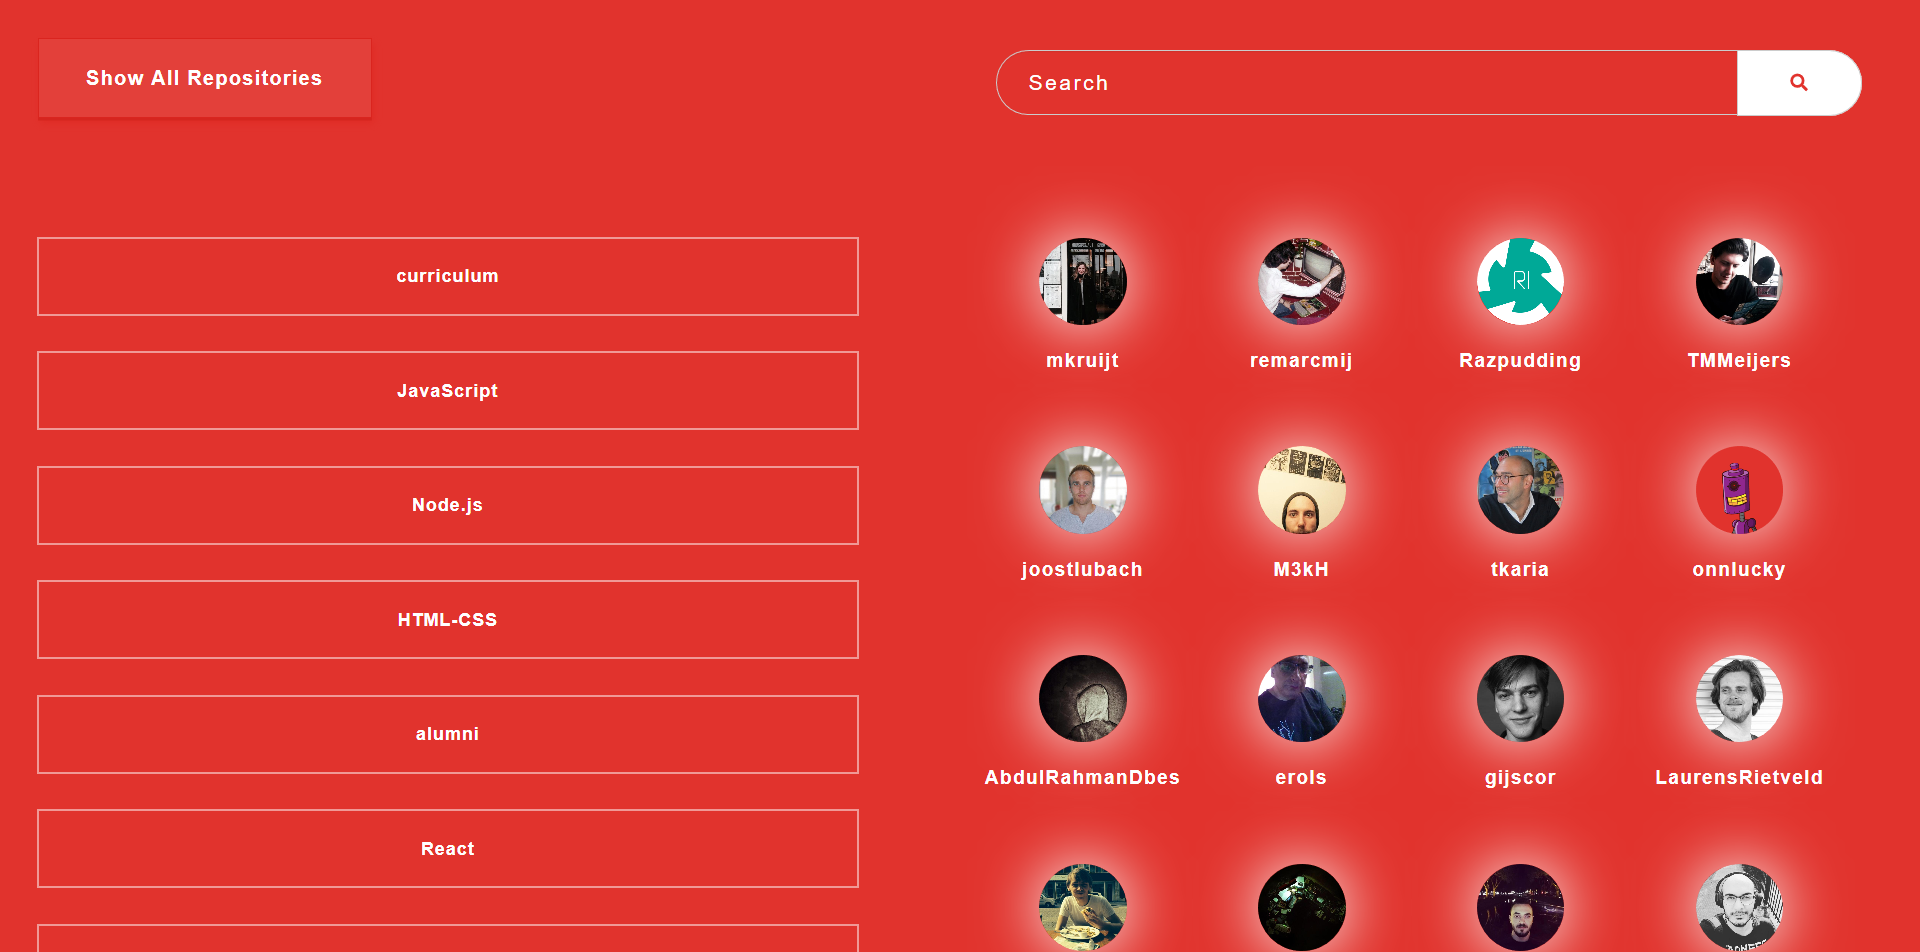 Show All Repositories
Search
curriculum
JavaScript
Node.js
HTML-CSS
alumni
React
RI
mkruijt
remarcmij
Razpudding
TMMeijers
joostlubach
M3kH
tkaria
onnlucky
AbdulRahmanDbes
erols
gijscor
LaurensRietveld